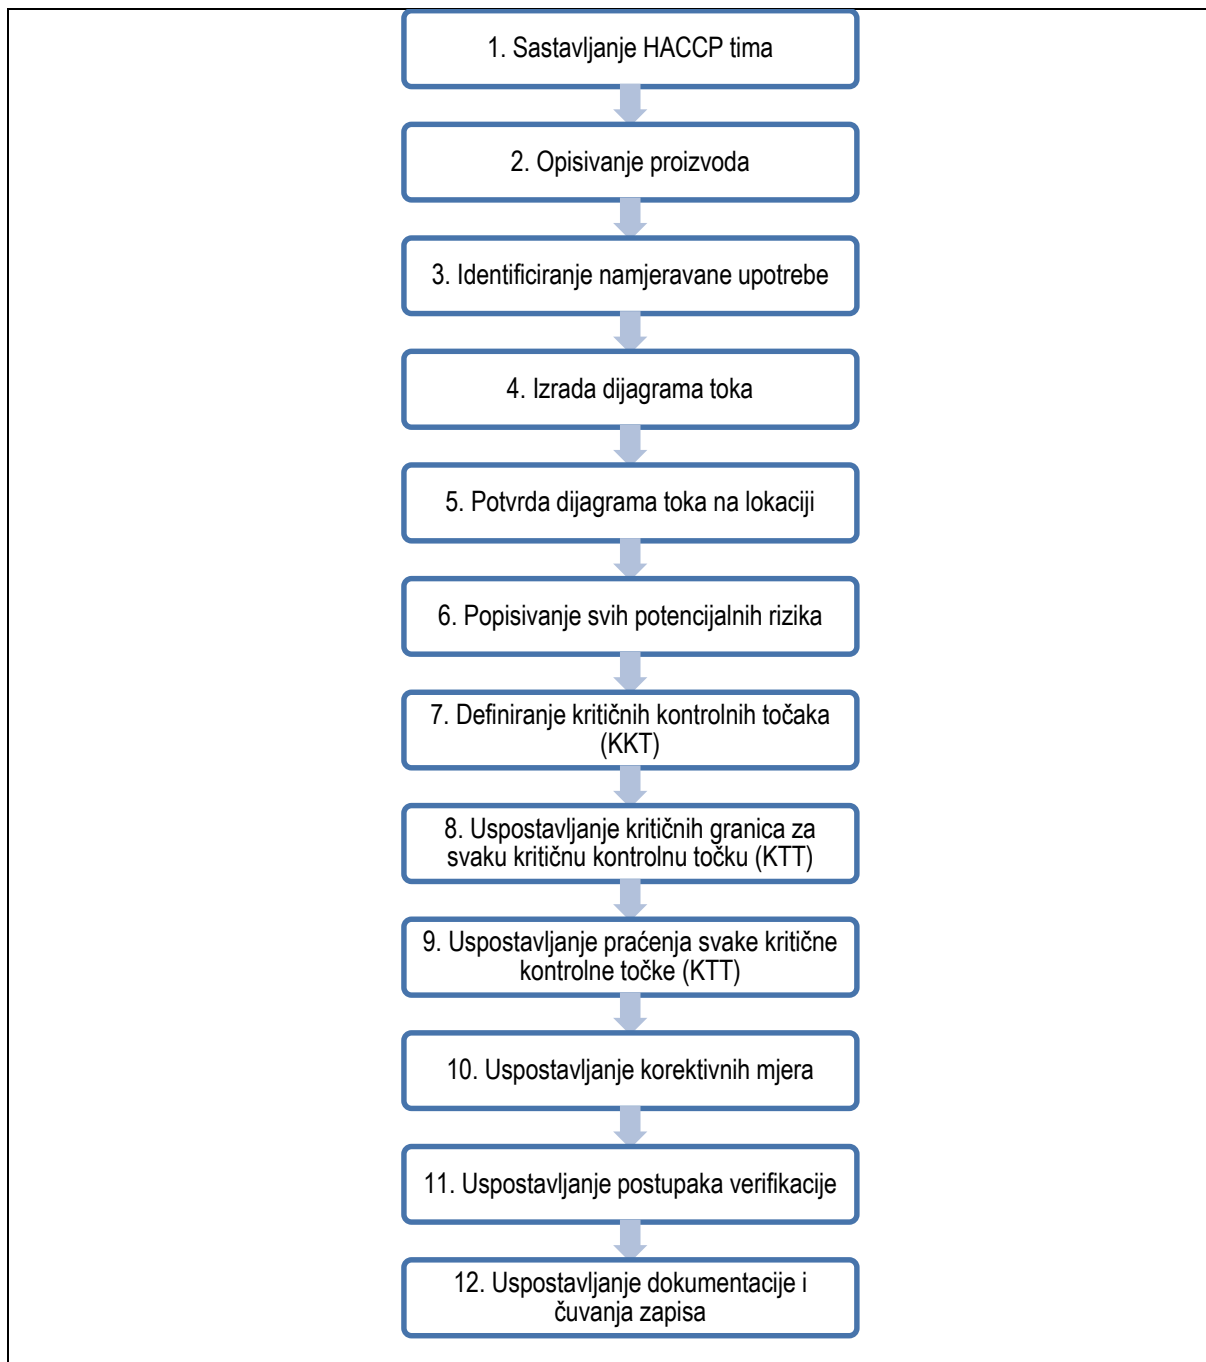 1. Sastavljanje HACCP tima
2. Opisivanje proizvoda
3. Identificiranje namjeravane upotrebe
4. Izrada dijagrama toka
5. Potvrda dijagrama toka na lokaciji
6. Popisivanje svih potencijalnih rizika
7. Definiranje kritičnih kontrolnih točaka
(KKT)
8. Uspostavljanje kritičnih granica za
svaku kritičnu kontrolnu točku (KTT)
9. Uspostavljanje praćenja svake kritične
kontrolne točke (KTT)
10. Uspostavljanje korektivnih mjera
11. Uspostavljanje postupaka verifikacije
12. Uspostavljanje dokumentacije i
čuvanja zapisa